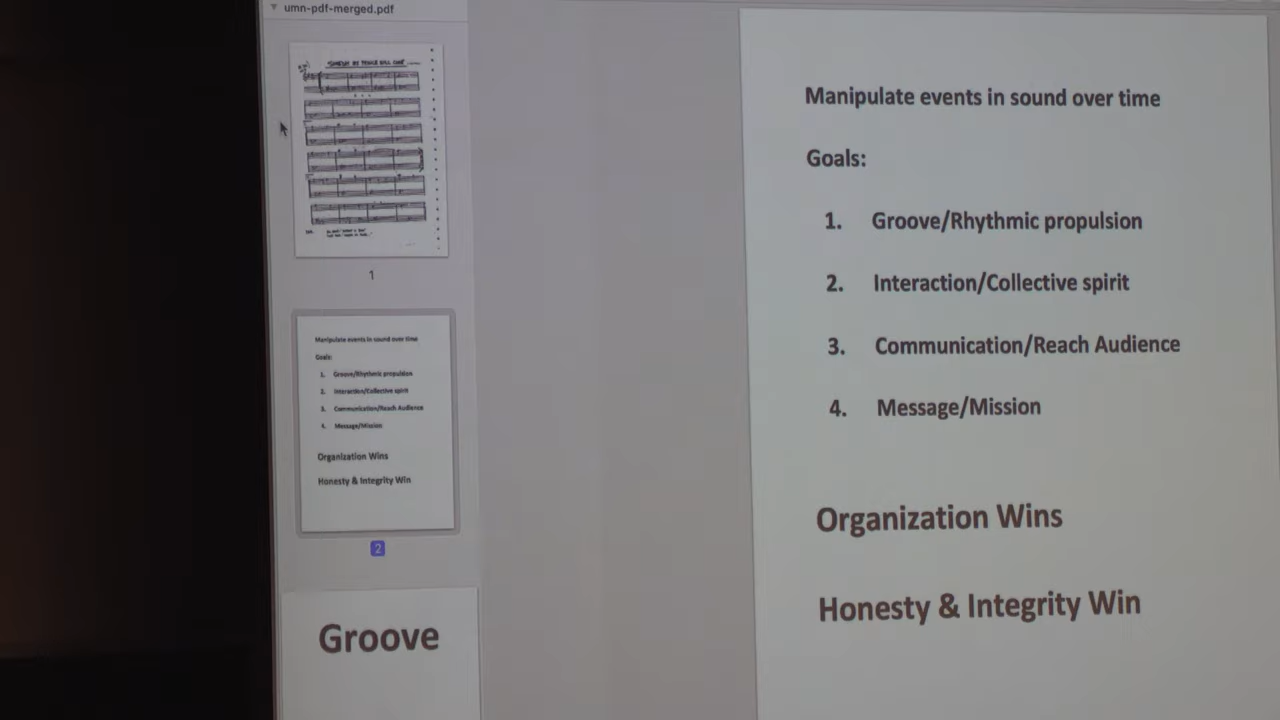 umn-pdf-merged.pdf
1
Manipulate events in sound over time
Goals:
1. Groove/Rhythmic propulsion
2. Interaction/Collective spirit
3. Communication/Reach Audience
4. Message/Mission
Organization Wins
Honesty & Integrity Win
2
Groove
Manipulate events in sound over time
Goals:
1. Groove/Rhythmic propulsion
2. Interaction/Collective spirit
3. Communication/Reach Audience
4. Message/Mission
Organization Wins
Honesty & Integrity Win